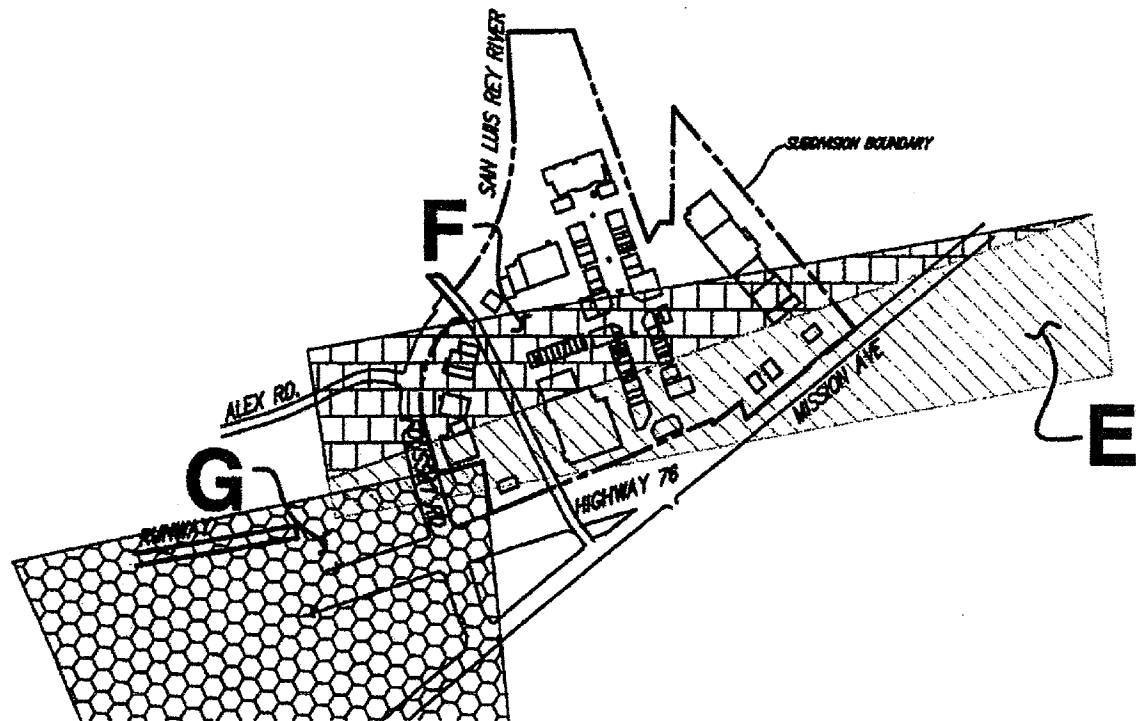 SAN LUIS REY RIVER
SUBDIVISION BOUNDARY
F
ALEX RD.
MISSION AVE
E
G
HIGHWAY 76
RUNWAY